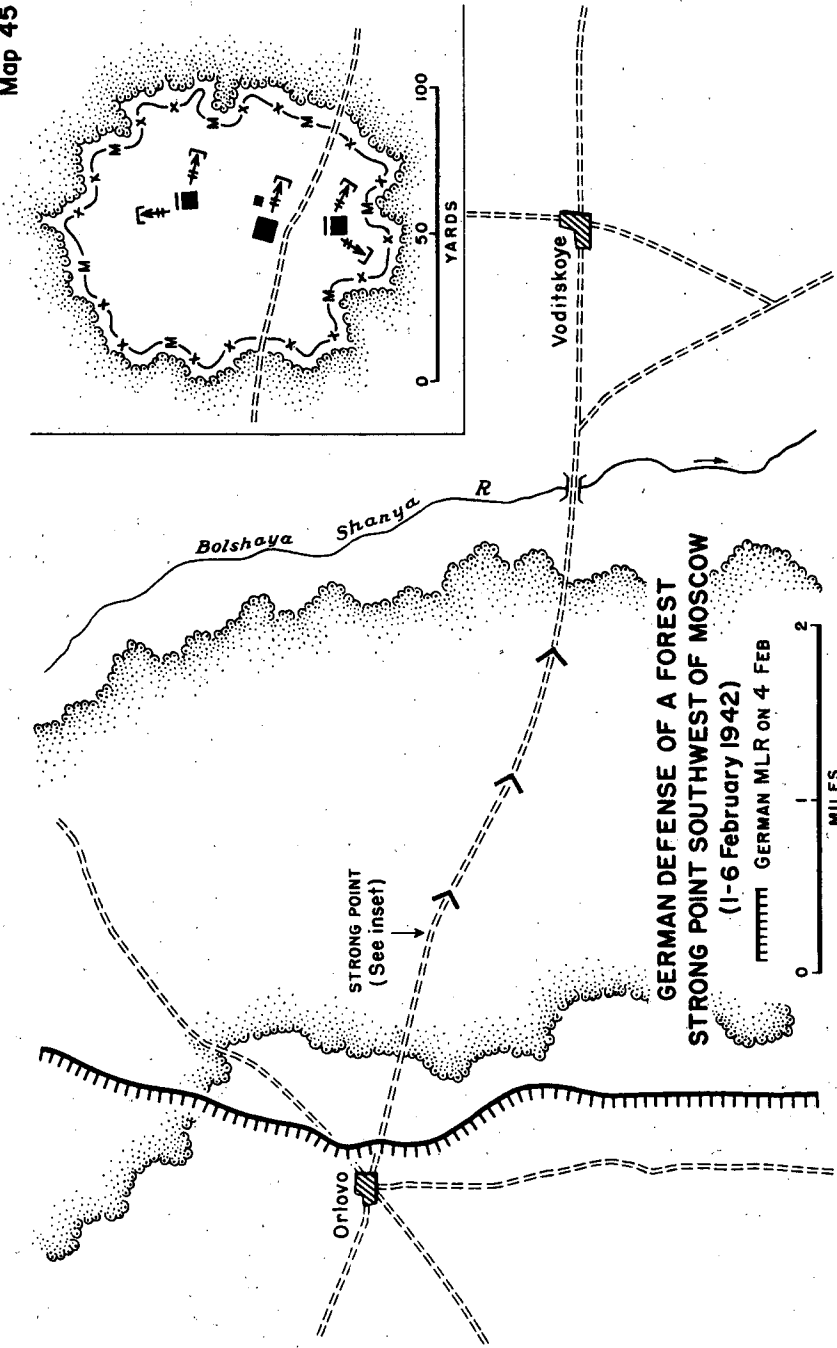 Map 45
M
x
M
x
x
M
x
x
x
M
x
M
x
x
M
x
M
x
x
x
x
x
x
0
50
100
YARDS
Bolshaya Shanya R
Voditskoye
STRONG POINT
(See inset)
Orlovo
GERMAN DEFENSE OF A FOREST
STRONG POINT SOUTHWEST OF MOSCOW
(1-6 February 1942)
GERMAN MLR ON 4 FEB
0
1
2
MILES